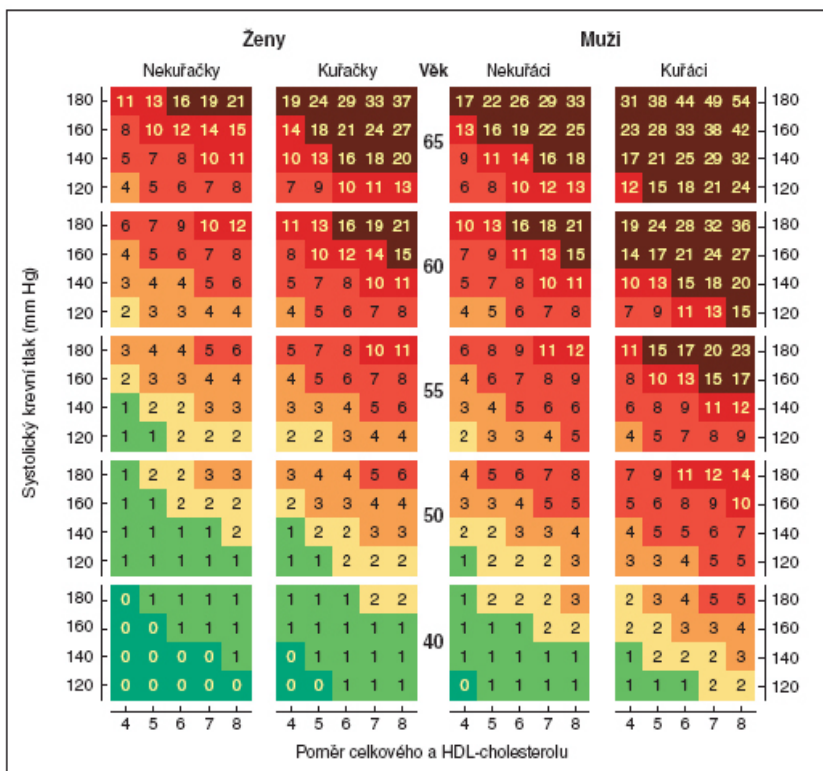 Ženy Muži
Nekuřačky Kuřačky Věk Nekuřáci Kuřáci
Systolický krevní tlak (mm Hg)
180 11 13 16 19 21 19 24 29 33 37 17 22 26 29 33 31 38 44 49 54 180
160 8 10 12 14 15 14 18 21 24 27 13 16 19 22 25 23 28 33 38 42 160
65
140 5 7 8 10 11 10 13 16 18 20 9 11 14 16 18 17 21 25 29 32 140
120 4 5 6 7 8 7 9 10 11 13 6 8 10 12 13 12 15 18 21 24 120
180 6 7 9 10 12 11 13 16 19 21 10 13 16 18 21 19 24 28 32 36 180
160 4 5 6 7 8 8 10 12 14 15 7 9 11 13 15 14 17 21 24 27 160
60
140 3 4 4 5 6 5 7 8 10 11 5 7 8 10 11 10 13 15 18 20 140
120 2 3 3 4 4 4 5 6 7 8 4 5 6 7 8 7 9 11 13 15 120
180 3 4 4 5 6 5 7 8 10 11 6 8 9 11 12 11 15 17 20 23 180
160 2 3 3 4 4 4 5 6 7 8 4 6 7 8 9 8 10 13 15 17 160
55
140 1 2 2 3 3 3 3 4 5 6 3 4 5 6 6 6 8 9 11 12 140
120 1 1 2 2 2 2 2 3 4 4 2 3 3 4 5 4 5 7 8 9 120
180 1 2 2 3 3 3 4 4 5 6 4 5 6 7 8 7 9 11 12 14 180
160 1 1 2 2 2 2 3 3 4 4 3 3 4 5 5 5 6 8 9 10 160
50
140 1 1 1 1 2 1 2 2 3 3 2 2 3 3 4 4 5 5 6 7 140
120 1 1 1 1 1 1 1 2 2 2 1 2 2 2 3 3 3 4 5 5 120
180 0 1 1 1 1 1 1 1 2 2 1 2 2 2 3 2 3 4 5 5 180
160 0 0 1 1 1 1 1 1 1 1 1 1 1 2 2 2 2 3 3 4 160
40
140 0 0 0 0 1 0 1 1 1 1 1 1 1 1 1 1 2 2 2 3 140
120 0 0 0 0 0 0 0 1 1 1 0 1 1 1 1 1 1 1 2 2 120
4 5 6 7 8 4 5 6 7 8 4 5 6 7 8 4 5 6 7 8
Poměr celkového a HDL-cholesterolu